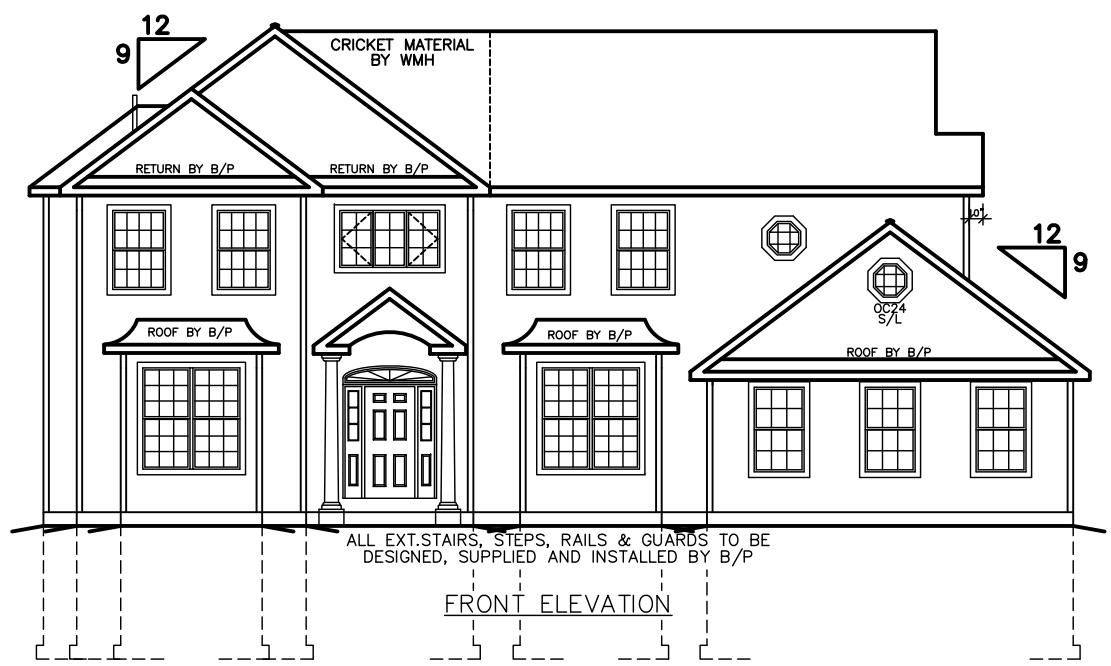 12
9
CRICKET MATERIAL
BY WMH
RETURN BY B/P
RETURN BY B/P
10"
12
9
OC24
S/L
ROOF BY B/P
ROOF BY B/P
ROOF BY B/P
ALL EXT.STAIRS, STEPS, RAILS & GUARDS TO BE
DESIGNED, SUPPLIED AND INSTALLED BY B/P
FRONT ELEVATION